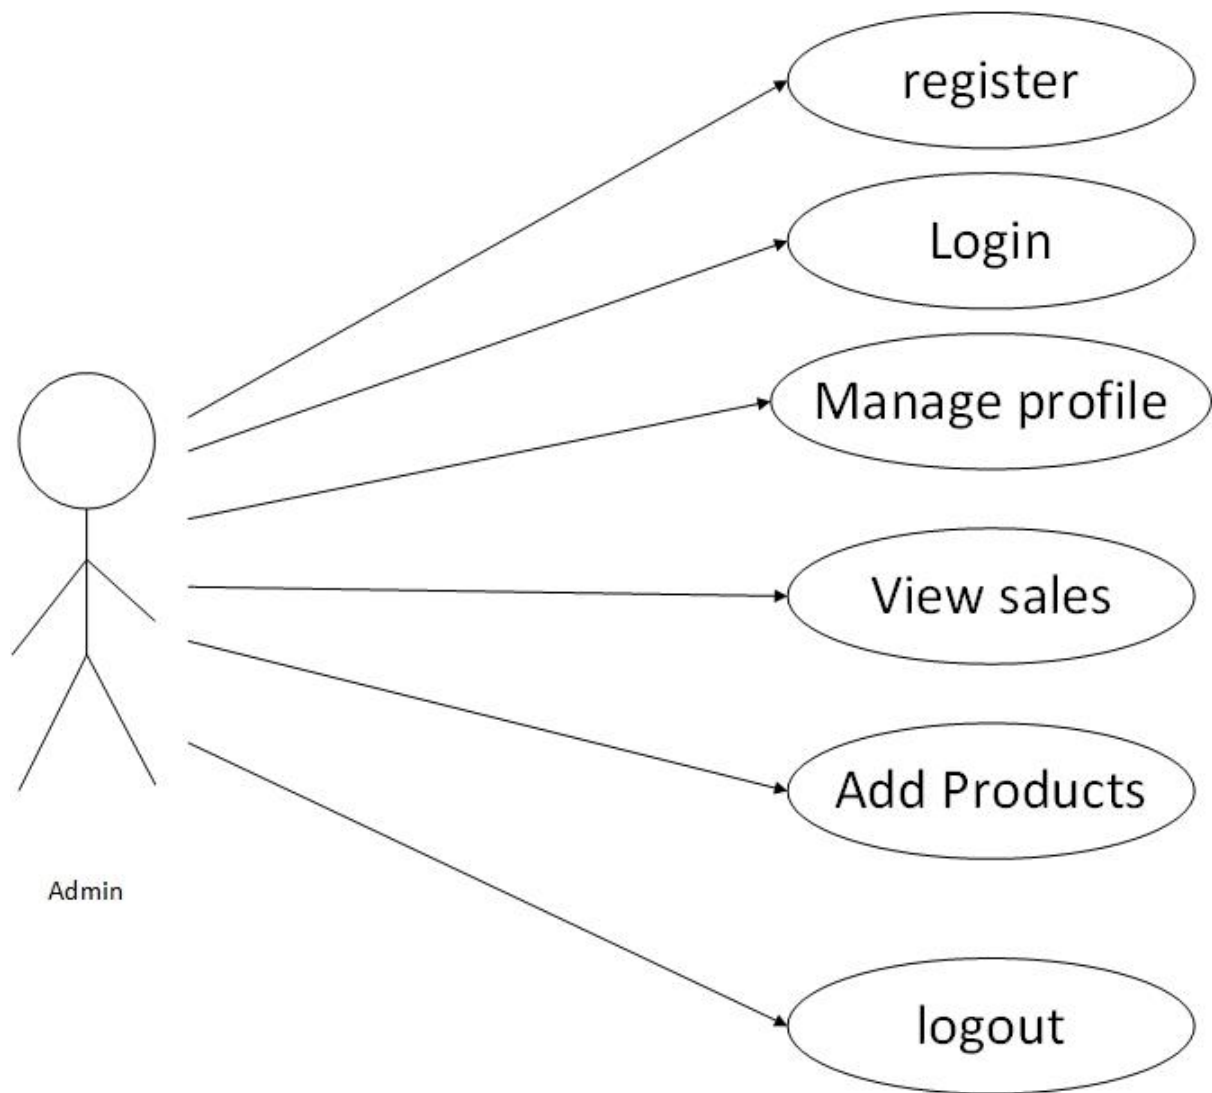 register
Login
Manage profile
View sales
Add Products
Admin
logout